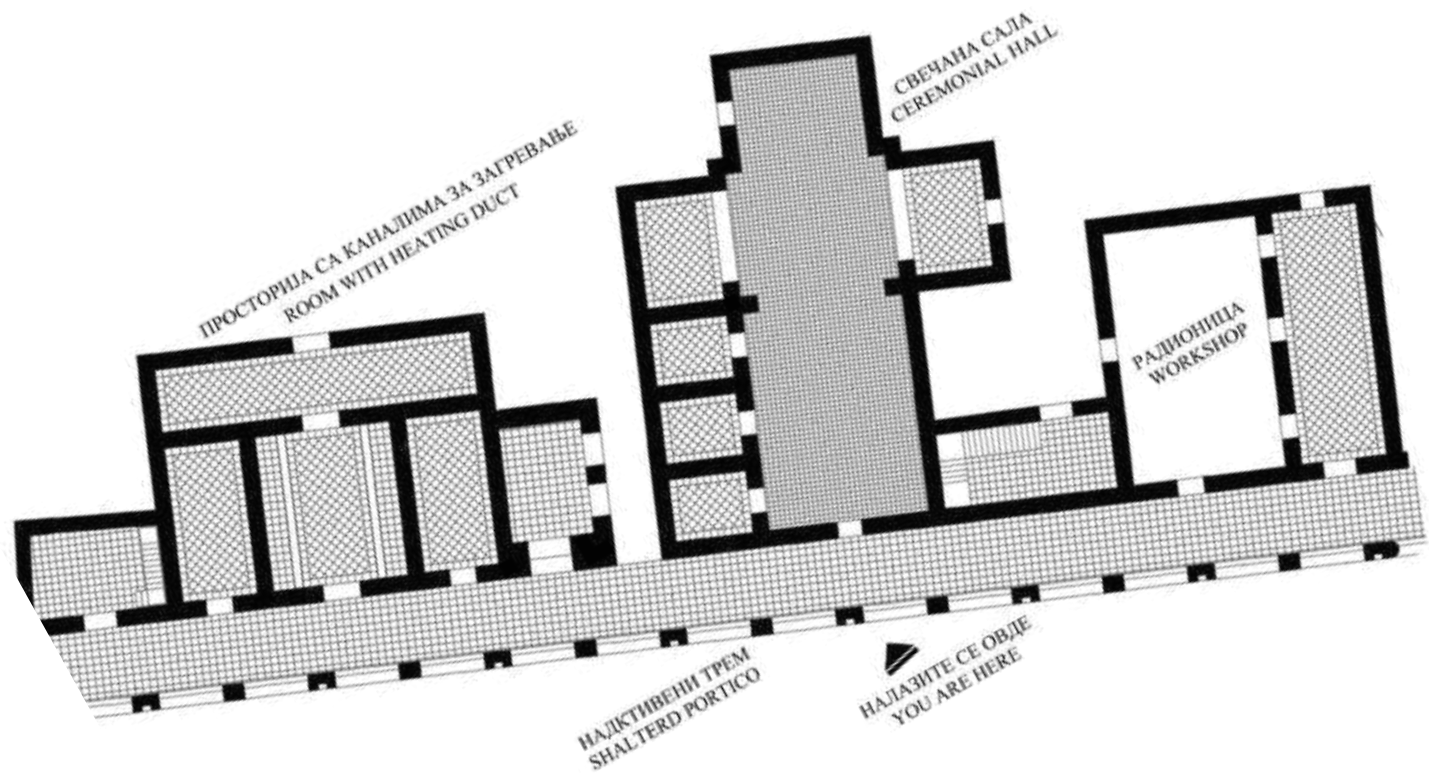 СВЕЧАНА САЛА
CEREMONIAL HALL
ПРОСТОРИЈА СА КАНАЛИМА ЗА ЗАГРЕВАЊЕ
ROOM WITH HEATING DUCT
РАДИОНИЦА
WORKSHOP
НАДКТИВЕНИ ТРЕМ
SHALTERD PORTICO
НАЛАЗИТЕ СЕ ОВДЕ
YOU ARE HERE